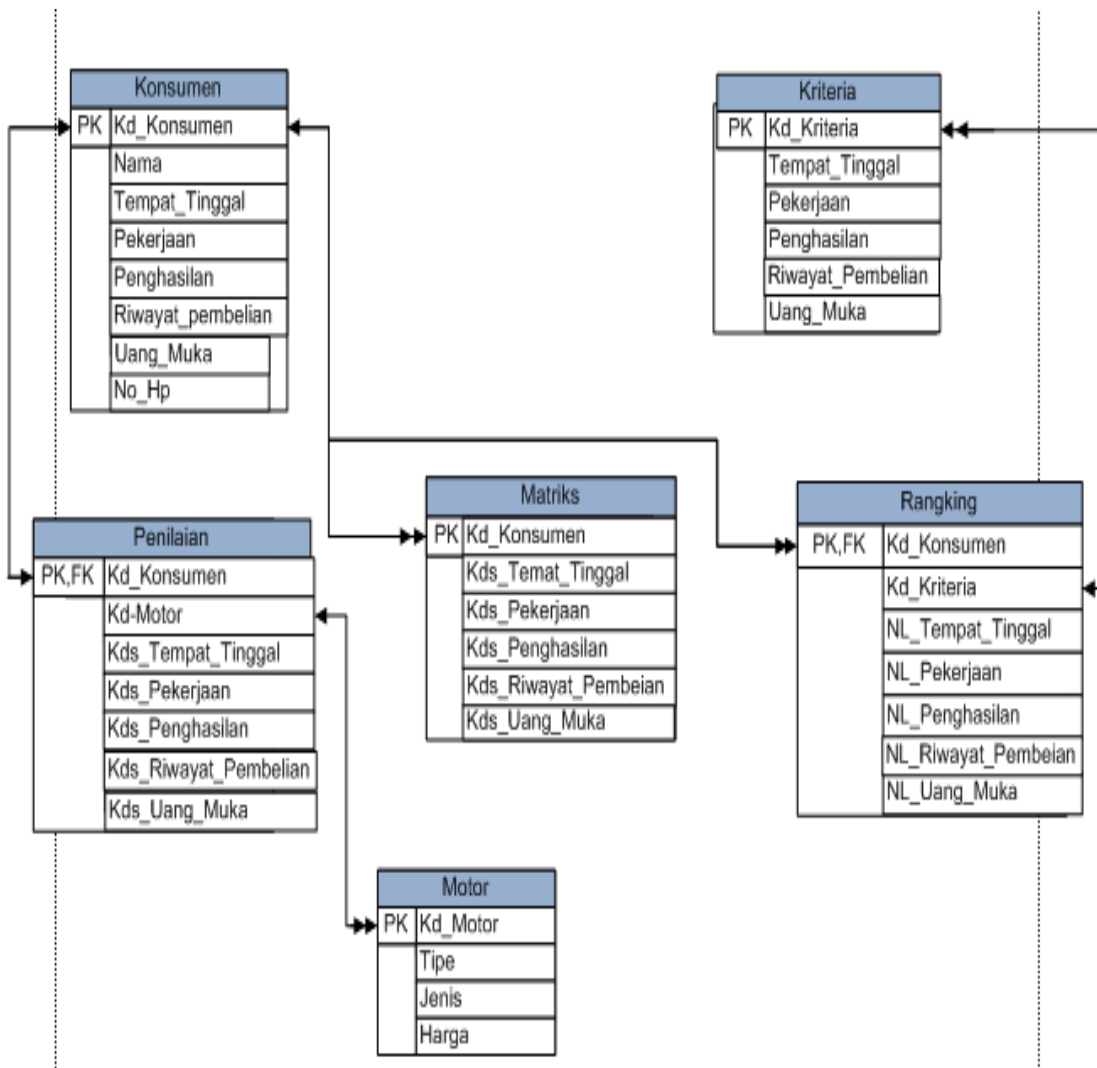 Konsumen
PK Kd_Konsumen
Nama
Tempat_Tinggal
Pekerjaan
Penghasilan
Riwayat_pembelian
Uang_Muka
No_Hp
Kriteria
PK Kd_Kriteria
Tempat_Tinggal
Pekerjaan
Penghasilan
Riwayat_Pembelian
Uang_Muka
Penilaian
PK,FK Kd_Konsumen
Kd-Motor
Kds_Tempat_Tinggal
Kds_Pekerjaan
Kds_Penghasilan
Kds_Riwayat_Pembelian
Kds_Uang_Muka
Matriks
PK Kd_Konsumen
Kds_Temat_Tinggal
Kds_Pekerjaan
Kds_Penghasilan
Kds_Riwayat_Pembeian
Kds_Uang_Muka
Rangking
PK,FK Kd_Konsumen
Kd_Kriteria
NL_Tempat_Tinggal
NL_Pekerjaan
NL_Penghasilan
NL_Riwayat_Pembeian
NL_Uang_Muka
Motor
PK Kd_Motor
Tipe
Jenis
Harga